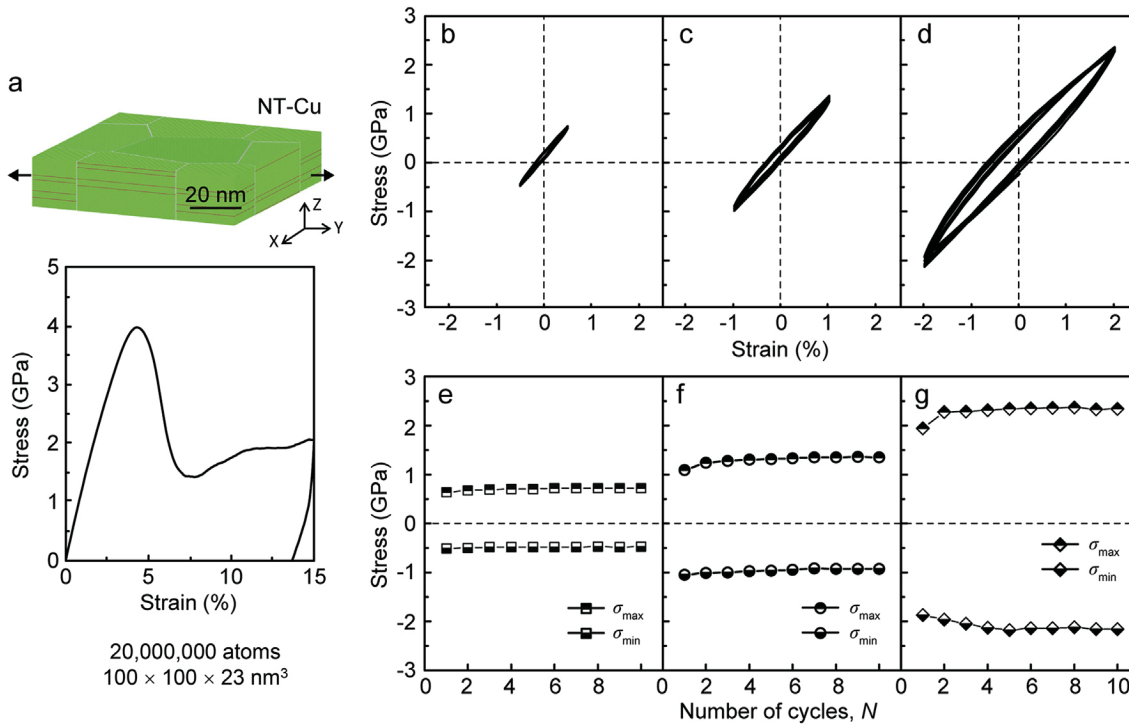 a
NT-Cu
20 nm
Z
Y
X
5
4
3
2
1
0
Stress (GPa)
0 5 10 15
Strain (%)
20,000,000 atoms
100 × 100 × 23 nm³
b c d
3
2
1
0
-1
-2
-3
Stress (GPa)
-2 -1 0 1 2 -2 -1 0 1 2 -2 -1 0 1 2
Strain (%)
e f g
3
2
1
0
-1
-2
-3
Stress (GPa)
σmax
σmin
σmax
σmin
σmax
σmin
0 2 4 6 8 0 2 4 6 8 0 2 4 6 8 10
Number of cycles, N